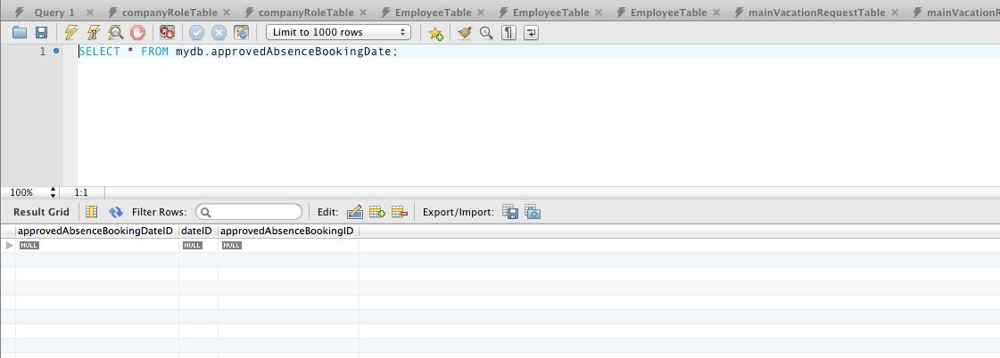 Query 1 companyRoleTable companyRoleTable EmployeeTable EmployeeTable EmployeeTable mainVacationRequestTable mainVacationR
Limit to 1000 rows
1 SELECT * FROM mydb.approvedAbsenceBookingDate;
100% 1:1
Result Grid Filter Rows: Edit: Export/Import:
approvedAbsenceBookingDateID dateID approvedAbsenceBookingID
NULL NULL NULL